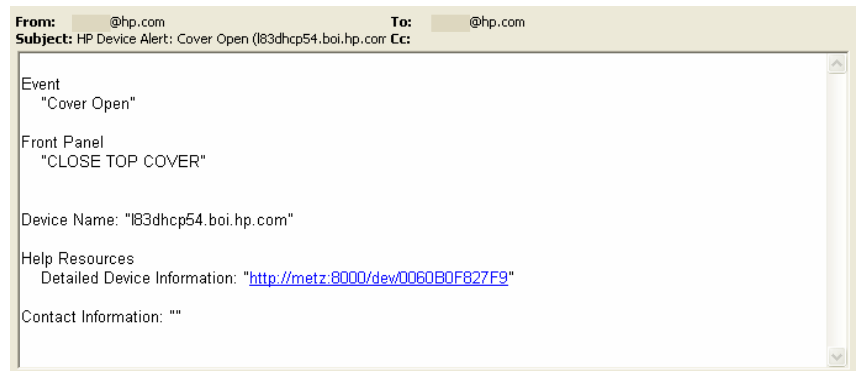 From: @hp.com To: @hp.com
Subject: HP Device Alert: Cover Open (l83dhcp54.boi.hp.com Cc:
Event
"Cover Open"
Front Panel
"CLOSE TOP COVER"
Device Name: "l83dhcp54.boi.hp.com"
Help Resources
Detailed Device Information: "http://metz:8000/dev/0060B0F827F9"
Contact Information: ""